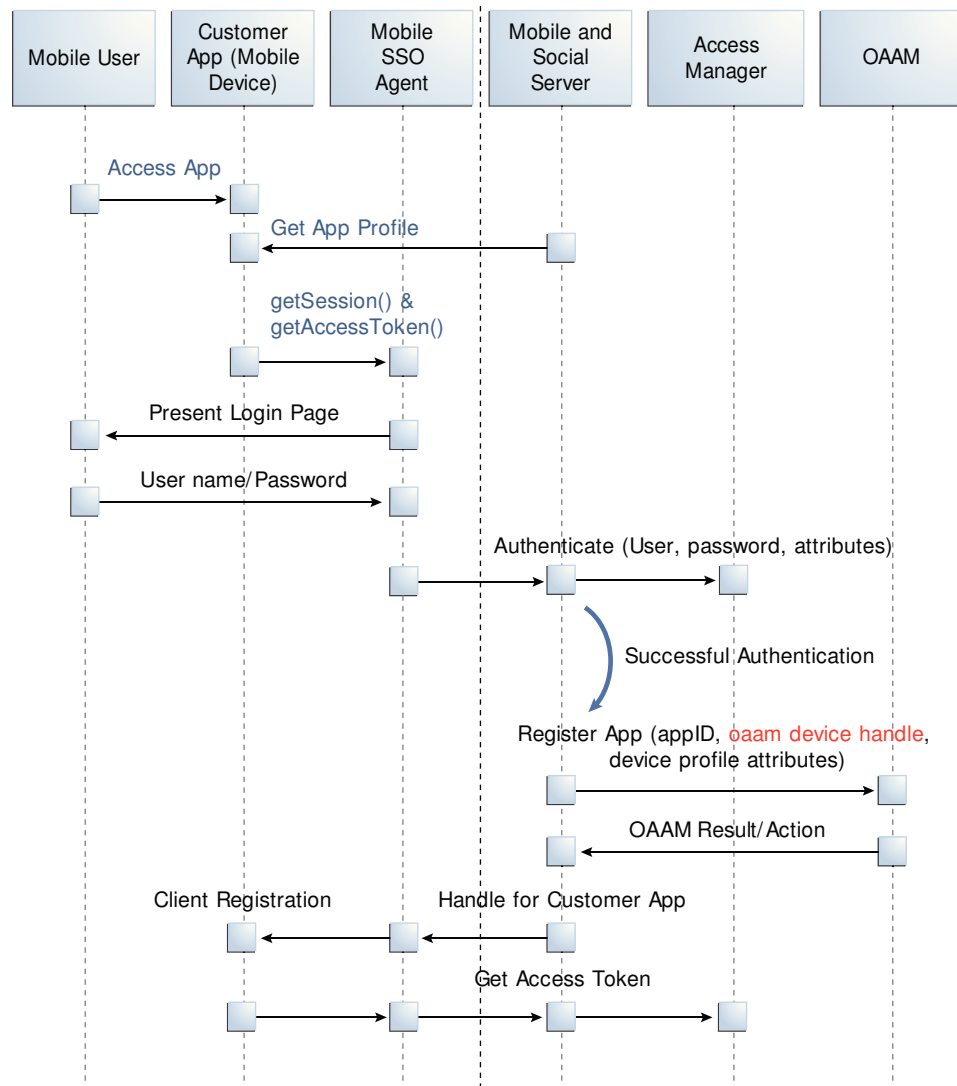 Mobile User
Customer
App (Mobile
Device)
Mobile
SSO
Agent
Mobile and
Social
Server
Access
Manager
OAAM
Access App
Get App Profile
getSession() &
getAccessToken()
Present Login Page
User name/Password
Authenticate (User, password, attributes)
Successful Authentication
Register App (appID, oaam device handle,
device profile attributes)
OAAM Result/Action
Client Registration
Handle for Customer App
Get Access Token